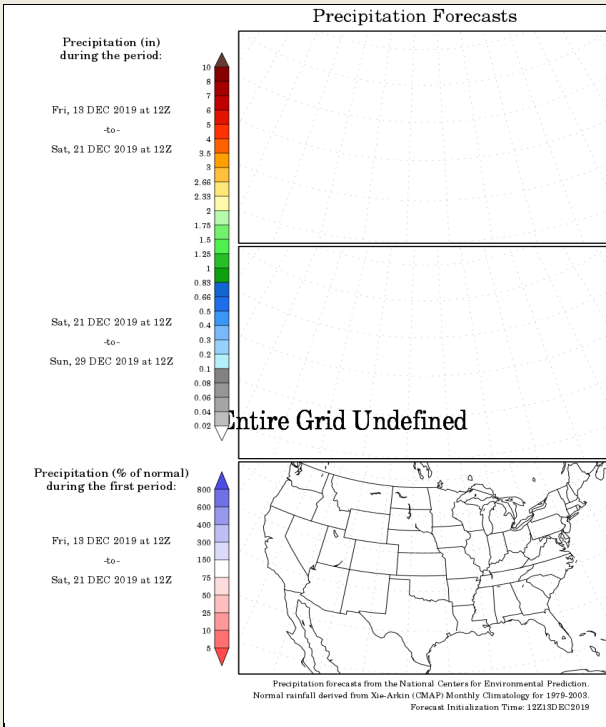 Precipitation Forecasts
Precipitation (in)
during the period:
Fri, 13 DEC 2019 at 12Z
-to-
Sat, 21 DEC 2019 at 12Z
10
8
7
6
5
4
3.5
3
2.66
2.33
2
1.75
1.5
1.25
1
0.83
0.66
0.5
0.4
0.3
0.2
0.1
0.08
0.06
0.04
0.02
Sat, 21 DEC 2019 at 12Z
-to-
Sun, 29 DEC 2019 at 12Z
Entire Grid Undefined
Precipitation (% of normal)
during the first period:
Fri, 13 DEC 2019 at 12Z
-to-
Sat, 21 DEC 2019 at 12Z
800
600
400
300
150
75
50
25
10
5
Precipitation forecasts from the National Centers for Environmental Prediction.
Normal rainfall derived from Xie-Arkin (CMAP) Monthly Climatology for 1979-2003.
Forecast Initialization Time: 12Z13DEC2019